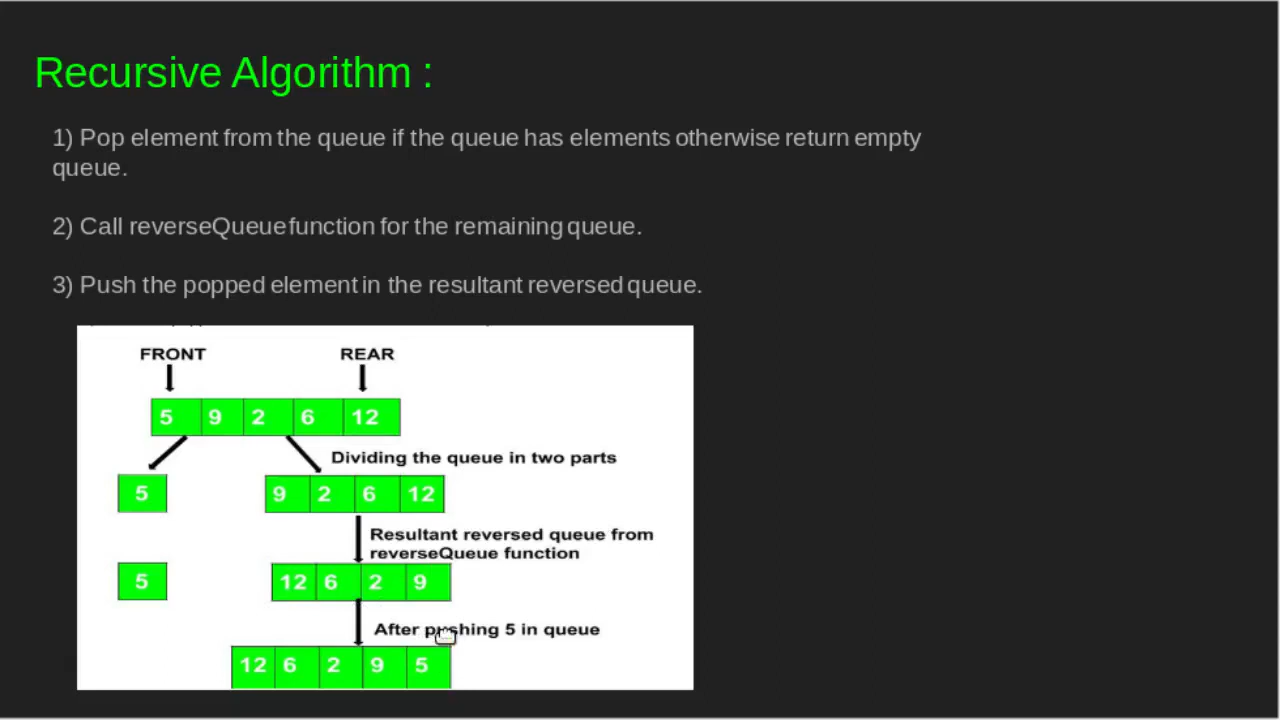 Recursive Algorithm :
1) Pop element from the queue if the queue has elements otherwise return empty
queue.
2) Call reverseQueue function for the remaining queue.
3) Push the popped element in the resultant reversed queue.
FRONT REAR
5 9 2 6 12
Dividing the queue in two parts
5 9 2 6 12
Resultant reversed queue from
reverseQueue function
5 12 6 2 9
After pushing 5 in queue
12 6 2 9 5